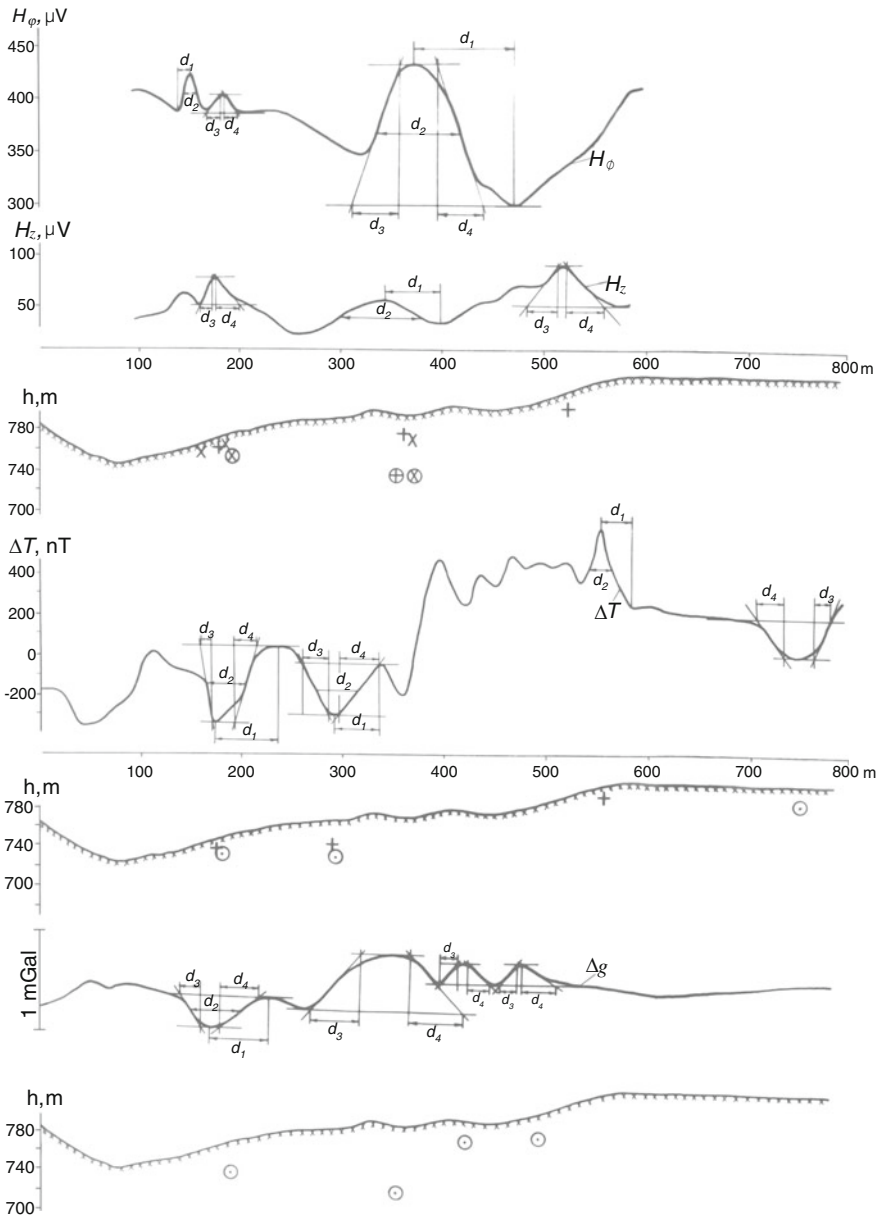 H_φ, μV
450
400
350
300
d₁
d₂
d₃ d₄
d₁
d₂
d₃ d₄
H_ϕ
H_z, μV
100
50
d₃ d₄
d₁
d₂
d₃ d₄
H_z
100 200 300 400 500 600 700 800 m
h,m
780
740
700
ΔT, nT
400
200
0
-200
d₃ d₄
d₂
d₁
d₃ d₄
d₂
d₁
d₁
d₂
ΔT
d₄ d₃
100 200 300 400 500 600 700 800 m
h,m
780
740
700
1 mGal
d₃ d₄
d₂
d₁
d₃ d₄
d₃
d₄ d₃ d₄
Δg
h,m
780
740
700